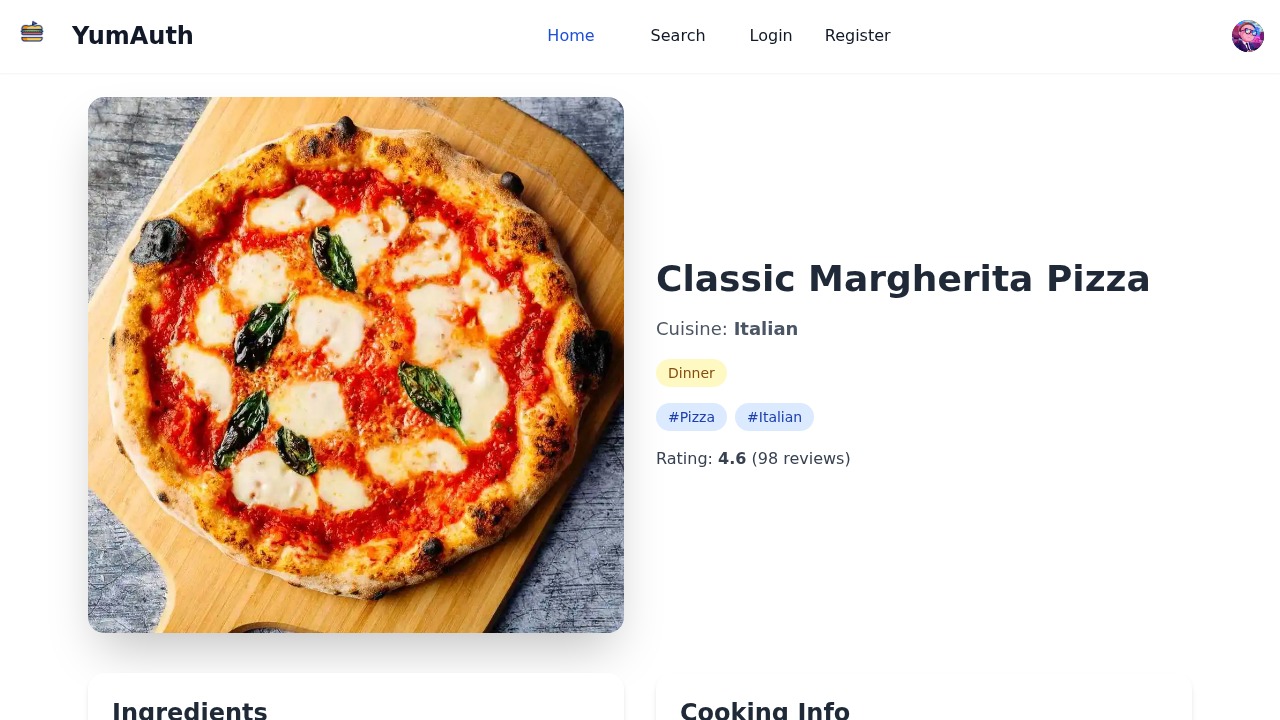 YumAuth
Home Search Login Register
Classic Margherita Pizza
Cuisine: Italian
Dinner
#Pizza #Italian
Rating: 4.6 (98 reviews)
Ingredients
Cooking Info